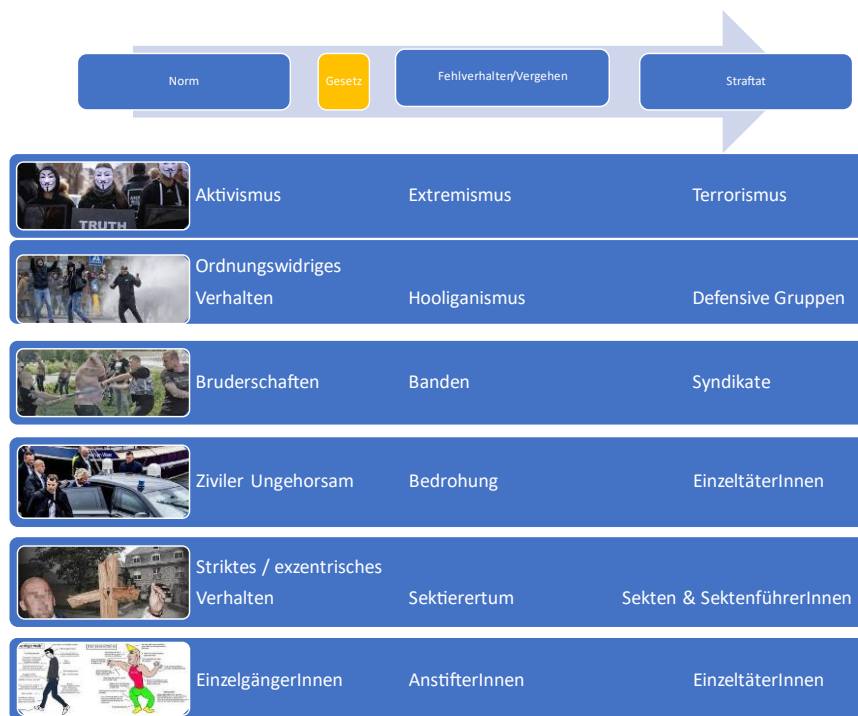 Norm
Gesetz
Fehlverhalten/Vergehen
Straftat
TRUTH
Aktivismus
Extremismus
Terrorismus
Ordnungswidriges
Verhalten
Hooliganismus
Defensive Gruppen
Bruderschaften
Banden
Syndikate
Ziviler Ungehorsam
Bedrohung
EinzeltäterInnen
Striktes / exzentrisches
Verhalten
Sektierertum
Sekten & SektenführerInnen
EinzelgängerInnen
AnstifterInnen
EinzeltäterInnen